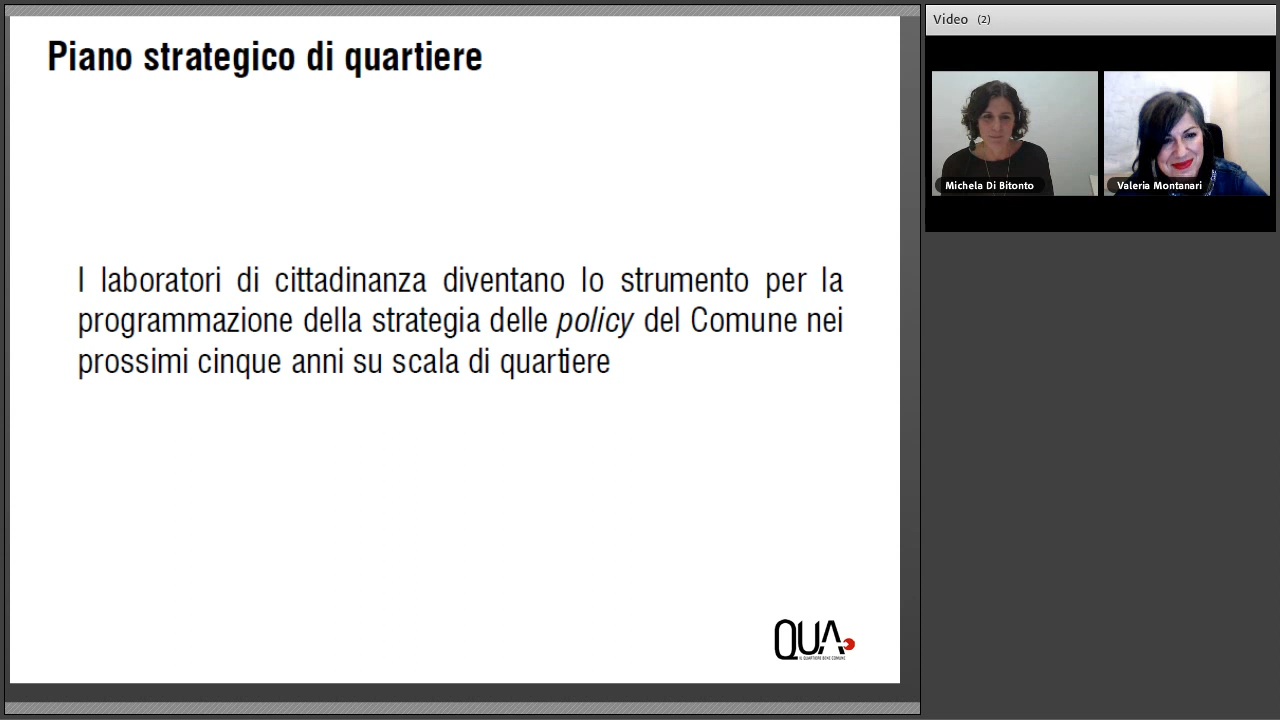 Piano strategico di quartiere
I laboratori di cittadinanza diventano lo strumento per la
programmazione della strategia delle policy del Comune nei
prossimi cinque anni su scala di quartiere
QUA
IL QUARTIERE BENE COMUNE
Video (2)
Michela Di Bitonto
Valeria Montanari